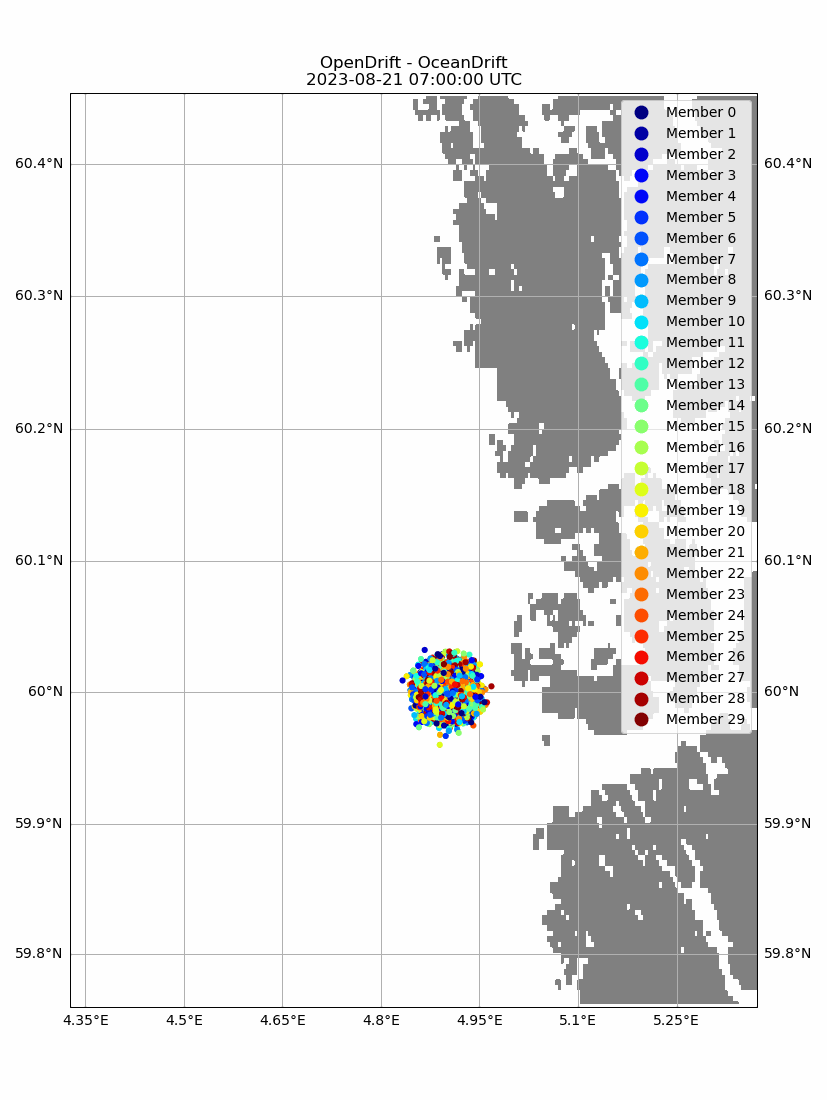 OpenDrift - OceanDrift
2023-08-21 07:00:00 UTC
Member 0
Member 1
Member 2
Member 3
Member 4
Member 5
Member 6
Member 7
Member 8
Member 9
Member 10
Member 11
Member 12
Member 13
Member 14
Member 15
Member 16
Member 17
Member 18
Member 19
Member 20
Member 21
Member 22
Member 23
Member 24
Member 25
Member 26
Member 27
Member 28
Member 29
60.4°N 60.4°N
60.3°N 60.3°N
60.2°N 60.2°N
60.1°N 60.1°N
60°N 60°N
59.9°N 59.9°N
59.8°N 59.8°N
4.35°E 4.5°E 4.65°E 4.8°E 4.95°E 5.1°E 5.25°E